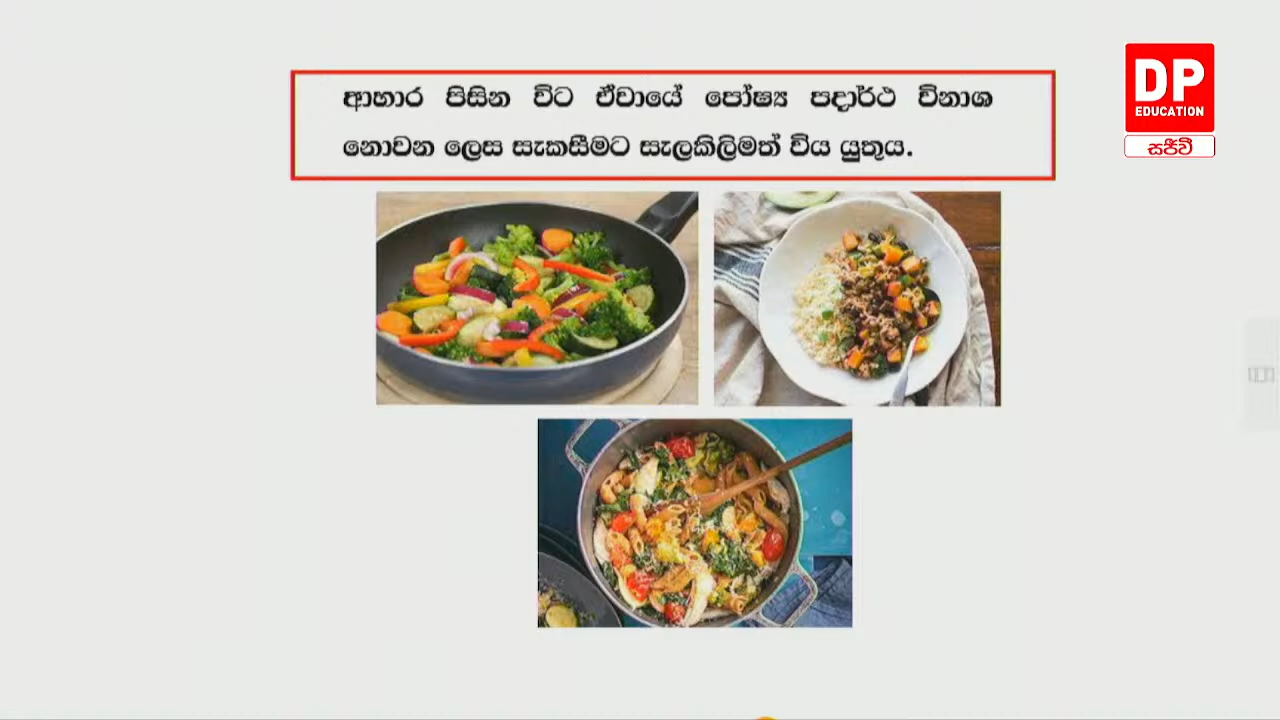 ආහාර පිසින විට ඒවායේ පෝෂ්‍ය පදාර්ථ විනාශ
නොවන ලෙස සැකසීමට සැලකිලිමත් විය යුතුය.
DP
EDUCATION
සජීවී